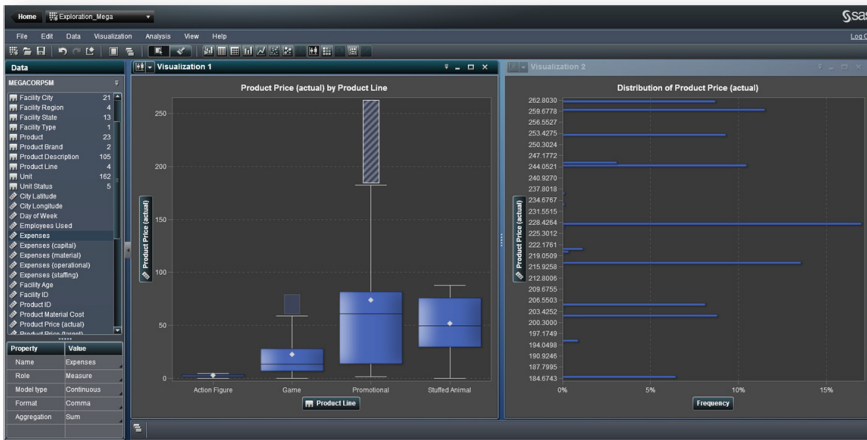 Home Exploration_Mega
sas
File Edit Data Visualization Analysis View Help
Data
MEGACORP5M
Facility City 21
Facility Region 4
Facility State 13
Facility Type 1
Product 23
Product Brand 2
Product Description 105
Product Line 4
Unit 162
Unit Status 5
City Latitude
City Longitude
Day of Week
Employees Used
Expenses
Expenses (capital)
Expenses (material)
Expenses (operational)
Expenses (staffing)
Facility Age
Facility ID
Product ID
Product Material Cost
Product Price (actual)
Property Value
Name Expenses
Role Measure
Model type Continuous
Format Comma
Aggregation Sum
Visualization 1
Product Price (actual) by Product Line
Product Price (actual)
250
200
150
100
50
0
Action Figure Game Promotional Stuffed Animal
Product Line
Visualization 2
Distribution of Product Price (actual)
Product Price (actual)
262.8030
259.6778
256.5527
253.4275
250.3024
247.1772
244.0521
240.9270
237.8018
234.6767
231.5515
228.4264
225.3012
222.1761
219.0509
215.9258
212.8006
209.6755
206.5503
203.4252
200.3000
197.1749
194.0498
190.9246
187.7995
184.6743
0% 5% 10% 15%
Frequency